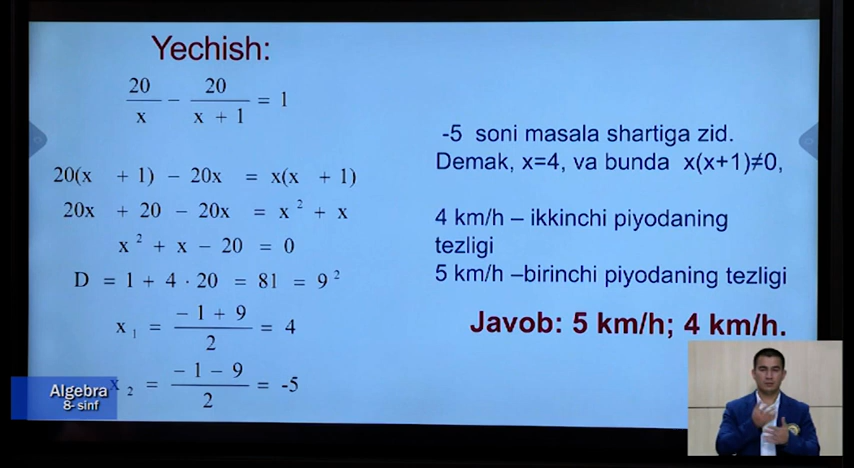 Yechish:
20/x − 20/(x + 1) = 1
20(x + 1) − 20x = x(x + 1)
20x + 20 − 20x = x² + x
x² + x − 20 = 0
D = 1 + 4 · 20 = 81 = 9²
x₁ = (−1 + 9)/2 = 4
x₂ = (−1 − 9)/2 = -5
-5 soni masala shartiga zid.
Demak, x=4, va bunda x(x+1)≠0,
4 km/h – ikkinchi piyodaning
tezligi
5 km/h –birinchi piyodaning tezligi
Javob: 5 km/h; 4 km/h.
Algebra
8- sinf